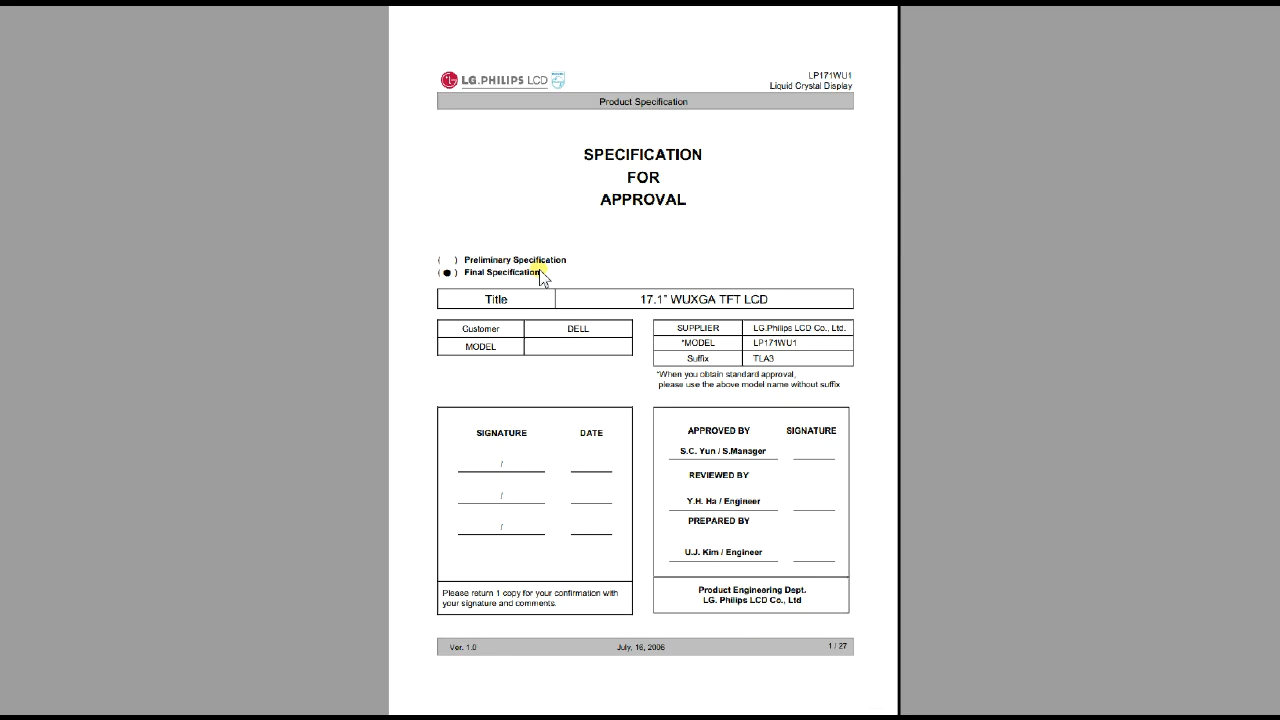 LG.PHILIPS LCD
LP171WU1
Liquid Crystal Display
Product Specification
SPECIFICATION
FOR
APPROVAL
(    ) Preliminary Specification
( ● ) Final Specification
Title 17.1" WUXGA TFT LCD
Customer DELL
MODEL
SUPPLIER LG.Philips LCD Co., Ltd.
*MODEL LP171WU1
Suffix TLA3
*When you obtain standard approval,
please use the above model name without suffix
SIGNATURE DATE
/
/
/
Please return 1 copy for your confirmation with
your signature and comments.
APPROVED BY SIGNATURE
S.C. Yun / S.Manager
REVIEWED BY
Y.H. Ha / Engineer
PREPARED BY
U.J. Kim / Engineer
Product Engineering Dept.
LG. Philips LCD Co., Ltd
Ver. 1.0 July, 16, 2006 1 / 27